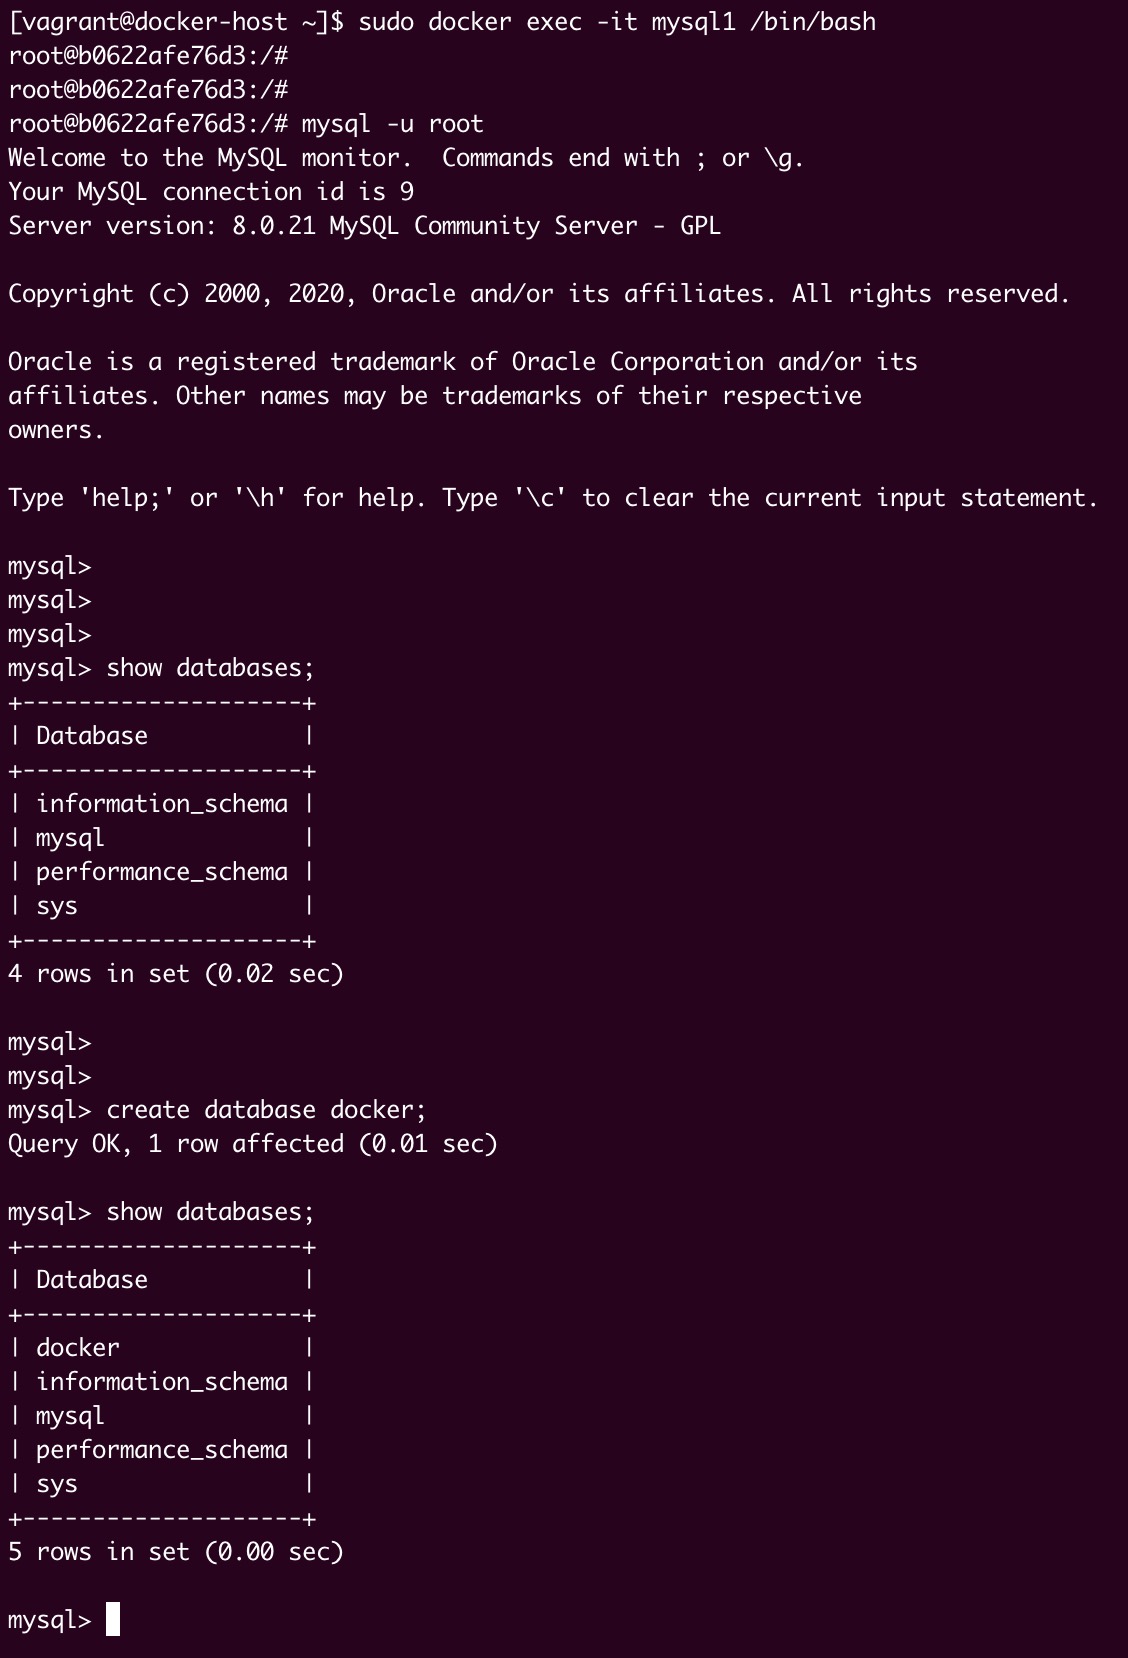 [vagrant@docker-host ~]$ sudo docker exec -it mysql1 /bin/bash
root@b0622afe76d3:/#
root@b0622afe76d3:/#
root@b0622afe76d3:/# mysql -u root
Welcome to the MySQL monitor.  Commands end with ; or \g.
Your MySQL connection id is 9
Server version: 8.0.21 MySQL Community Server - GPL

Copyright (c) 2000, 2020, Oracle and/or its affiliates. All rights reserved.

Oracle is a registered trademark of Oracle Corporation and/or its
affiliates. Other names may be trademarks of their respective
owners.

Type 'help;' or '\h' for help. Type '\c' to clear the current input statement.

mysql>
mysql>
mysql>
mysql> show databases;
+--------------------+
| Database           |
+--------------------+
| information_schema |
| mysql              |
| performance_schema |
| sys                |
+--------------------+
4 rows in set (0.02 sec)

mysql>
mysql>
mysql> create database docker;
Query OK, 1 row affected (0.01 sec)

mysql> show databases;
+--------------------+
| Database           |
+--------------------+
| docker             |
| information_schema |
| mysql              |
| performance_schema |
| sys                |
+--------------------+
5 rows in set (0.00 sec)

mysql>